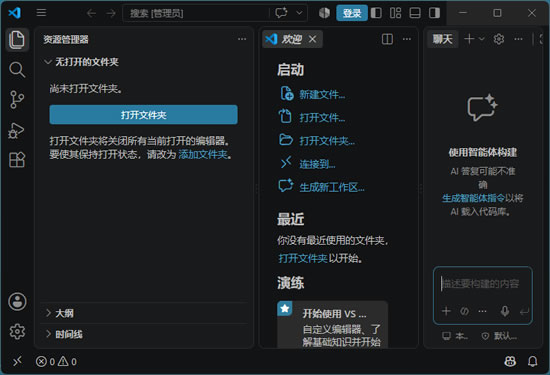 搜索 [管理员]
登录
资源管理器
无打开的文件夹
尚未打开文件夹。
打开文件夹
打开文件夹将关闭所有当前打开的编辑器。
要使其保持打开状态，请改为 添加文件夹。
大纲
时间线
欢迎
启动
新建文件...
打开文件...
打开文件夹...
连接到...
生成新工作区...
最近
你没有最近使用的文件夹，
打开文件夹以开始。
演练
开始使用 VS ...
自定义编辑器、了
解基础知识并开始
聊天
使用智能体构建
AI 答复可能不准
确
生成智能体指令以将
AI 载入代码库。
描述要构建的内容
本...
默认...
0 0